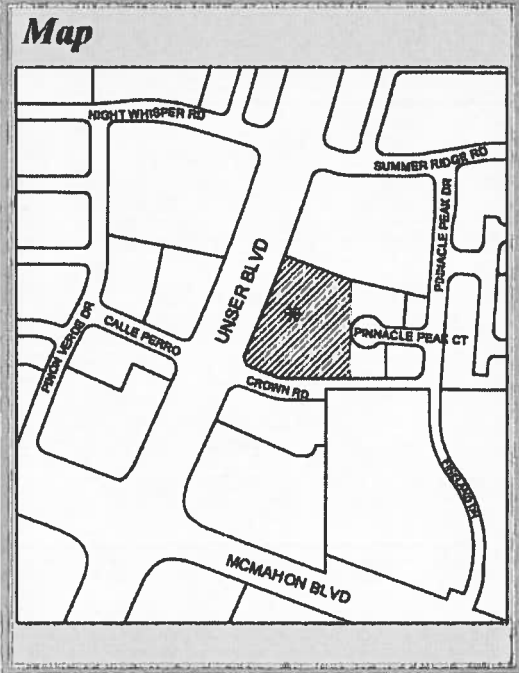 Map
NIGHT WHISPER RD
SUMMER RIDGE RD
PINNACLE PEAK DR
UNSER BLVD
PINON VERDE DR
CALLE PERRO
PINNACLE PEAK CT
CROWN RD
MCMAHON BLVD